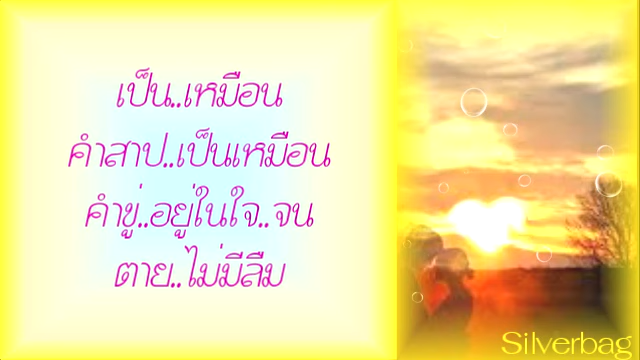 เป็น..เหมือน
คำสาป..เป็นเหมือน
คำขู่..อยู่ในใจ..จน
ตาย..ไม่มีลืม
Silverbag